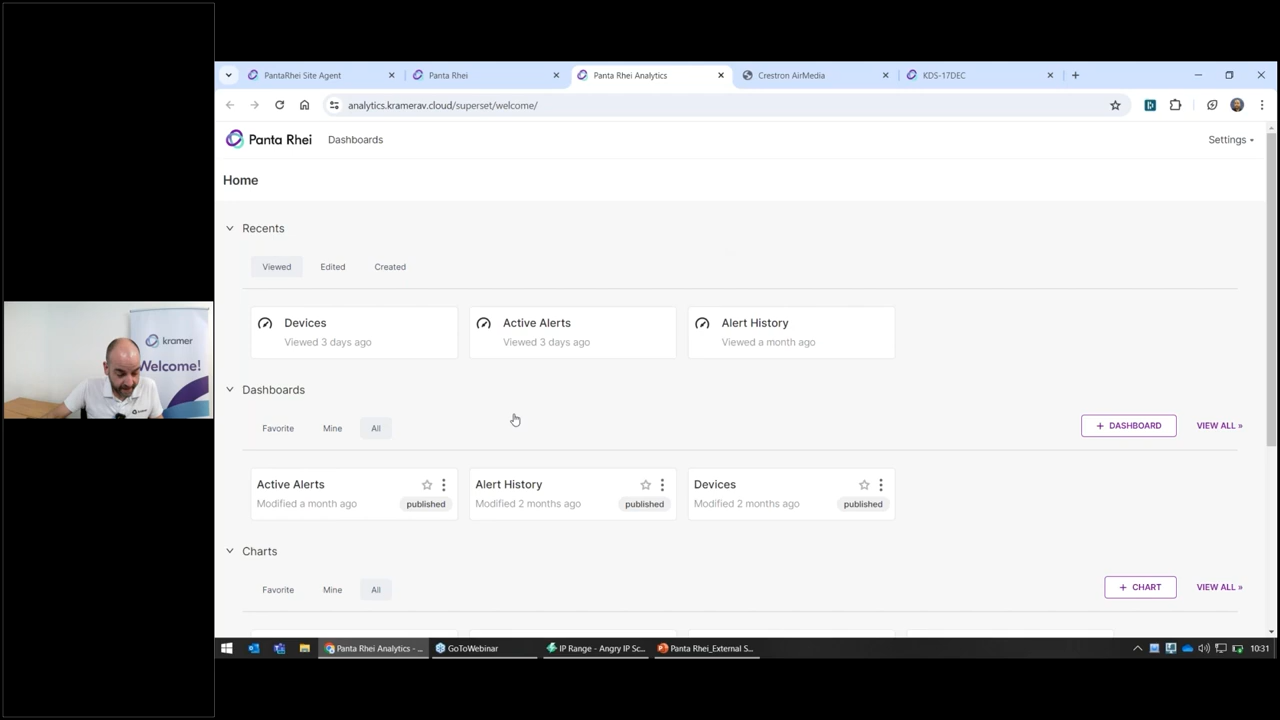 PantaRhei Site Agent
Panta Rhei
Panta Rhei Analytics
Crestron AirMedia
KDS-17DEC
analytics.kramerav.cloud/superset/welcome/
Panta Rhei
Dashboards
Settings
Home
Recents
Viewed
Edited
Created
Devices
Viewed 3 days ago
Active Alerts
Viewed 3 days ago
Alert History
Viewed a month ago
Dashboards
Favorite
Mine
All
+ DASHBOARD
VIEW ALL »
Active Alerts
Modified a month ago
published
Alert History
Modified 2 months ago
published
Devices
Modified 2 months ago
published
Charts
Favorite
Mine
All
+ CHART
VIEW ALL »
kramer
Welcome!
Panta Rhei Analytics - ...
GoToWebinar
IP Range - Angry IP Sc...
Panta Rhei_External S...
10:31